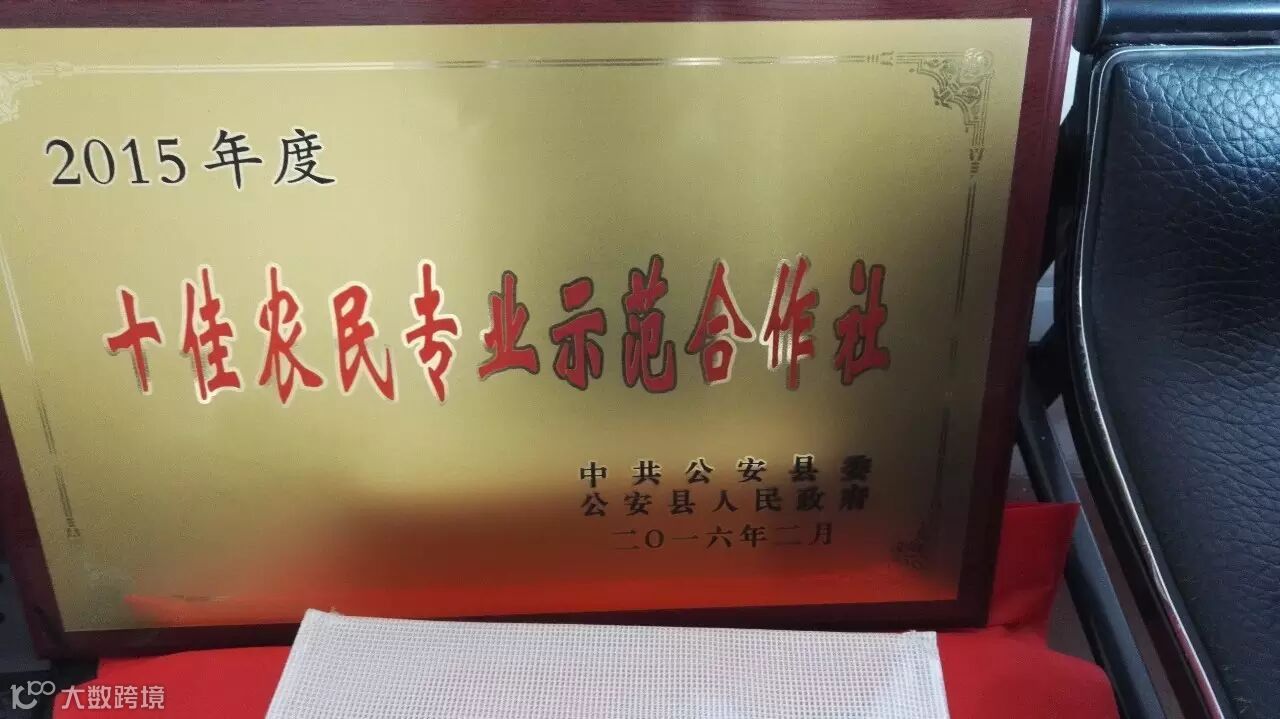 2015年度
十佳农民专业示范合作社
中共公安县委
公安县人民政府
二〇一六年二月
大数跨境